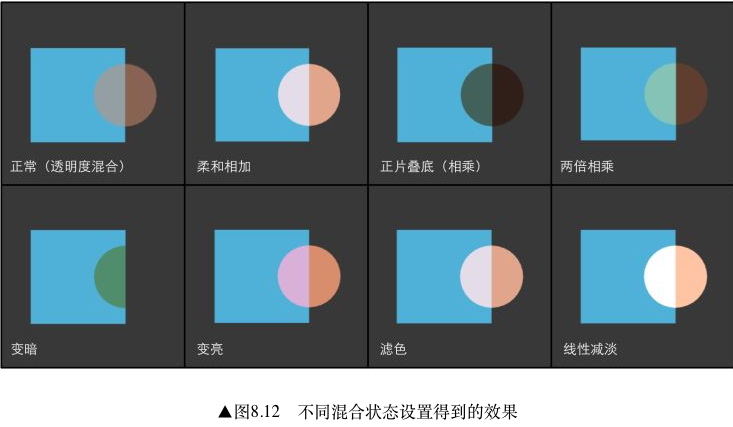 正常（透明度混合）
柔和相加
正片叠底（相乘）
两倍相乘
变暗
变亮
滤色
线性减淡
▲图8.12 不同混合状态设置得到的效果